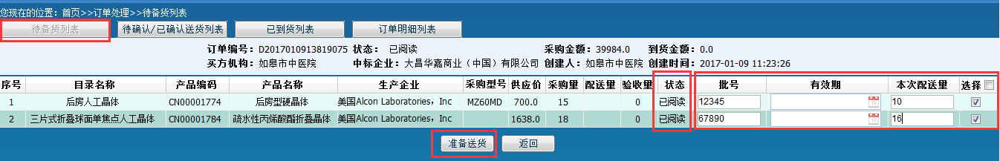 您现在的位置：首页>>订单处理>>待备货列表
待备货列表 待确认/已确认送货列表 已到货列表 订单明细列表
订单编号：D2017010913819075 状态： 已阅读 采购金额：39984.0 到货金额：0.0
买方机构：如皋市中医院 中标企业：大昌华嘉商业（中国）有限公司 创建人：如皋市中医院 创建时间：2017-01-09 11:23:26
序号 目录名称 产品编码 产品名称 生产企业 采购型号 供应价 采购量 配送量 验收量 状态 批号 有效期 本次配送量 选择
1 后房人工晶体 CN00001774 后房型硬晶体 美国Alcon Laboratories，Inc MZ60MD 700.0 15 0 已阅读 12345 10
2 三片式折叠球面单焦点人工晶体 CN00001784 疏水性丙烯酸酯折叠晶体 美国Alcon Laboratories，Inc 1638.0 18 0 已阅读 67890 16
准备送货 返回